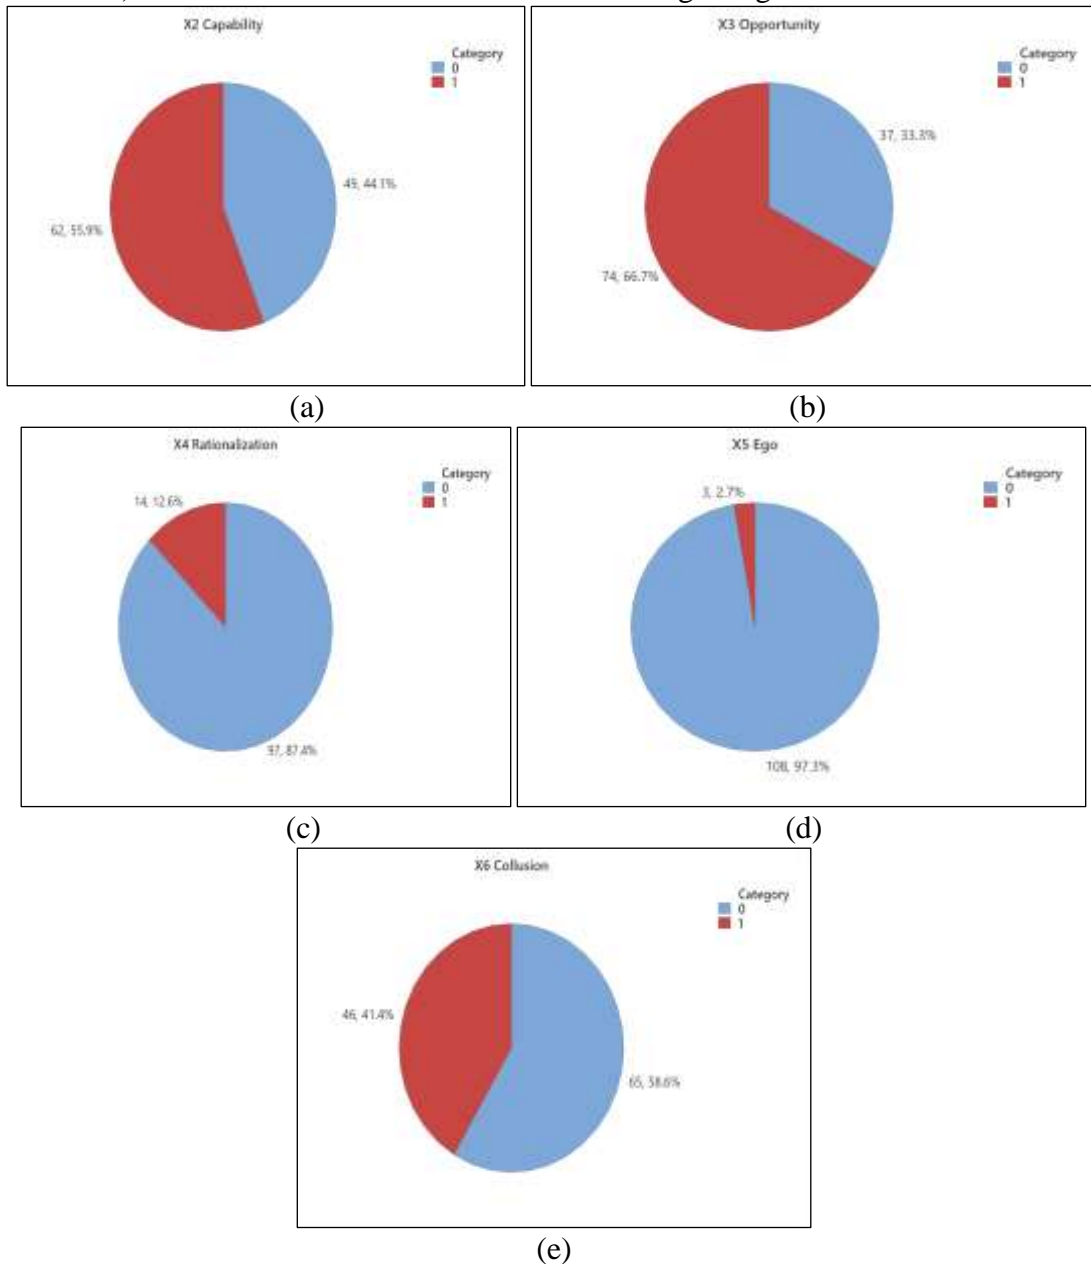 X2 Capability
Category
0
1
49, 44.1%
62, 55.9%
(a)
X3 Opportunity
Category
0
1
37, 33.3%
74, 66.7%
(b)
X4 Rationalization
Category
0
1
14, 12.6%
97, 87.4%
(c)
X5 Ego
Category
0
1
3, 2.7%
108, 97.3%
(d)
X6 Collusion
Category
0
1
46, 41.4%
65, 58.6%
(e)